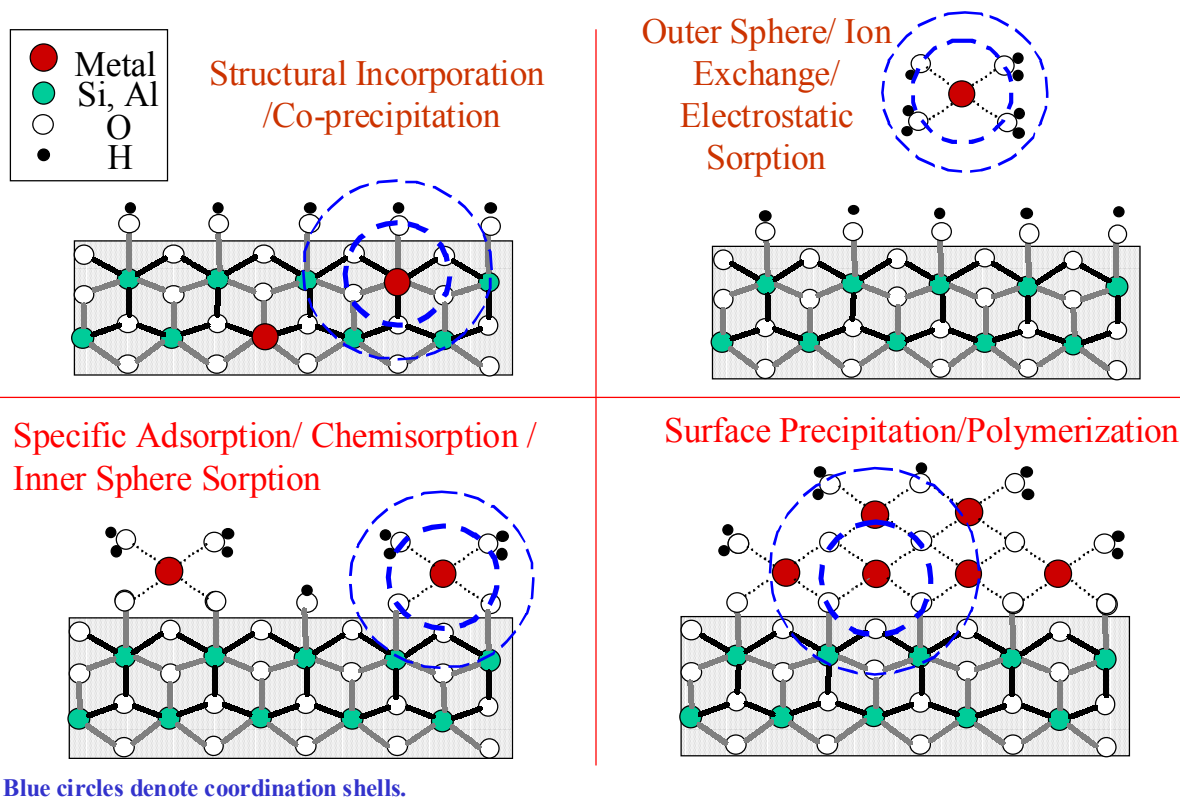 Metal
Si, Al
O
H
Structural Incorporation
/Co-precipitation
Outer Sphere/ Ion
Exchange/
Electrostatic
Sorption
Specific Adsorption/ Chemisorption /
Inner Sphere Sorption
Surface Precipitation/Polymerization
Blue circles denote coordination shells.